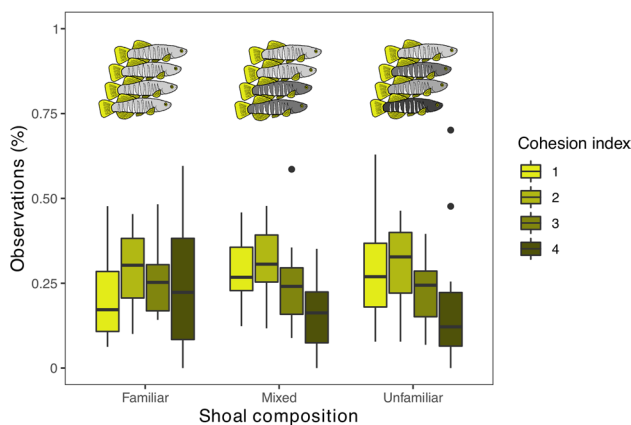 1
0.75
0.50
0.25
0
Observations (%)
Familiar
Mixed
Unfamiliar
Shoal composition
Cohesion index
1
2
3
4